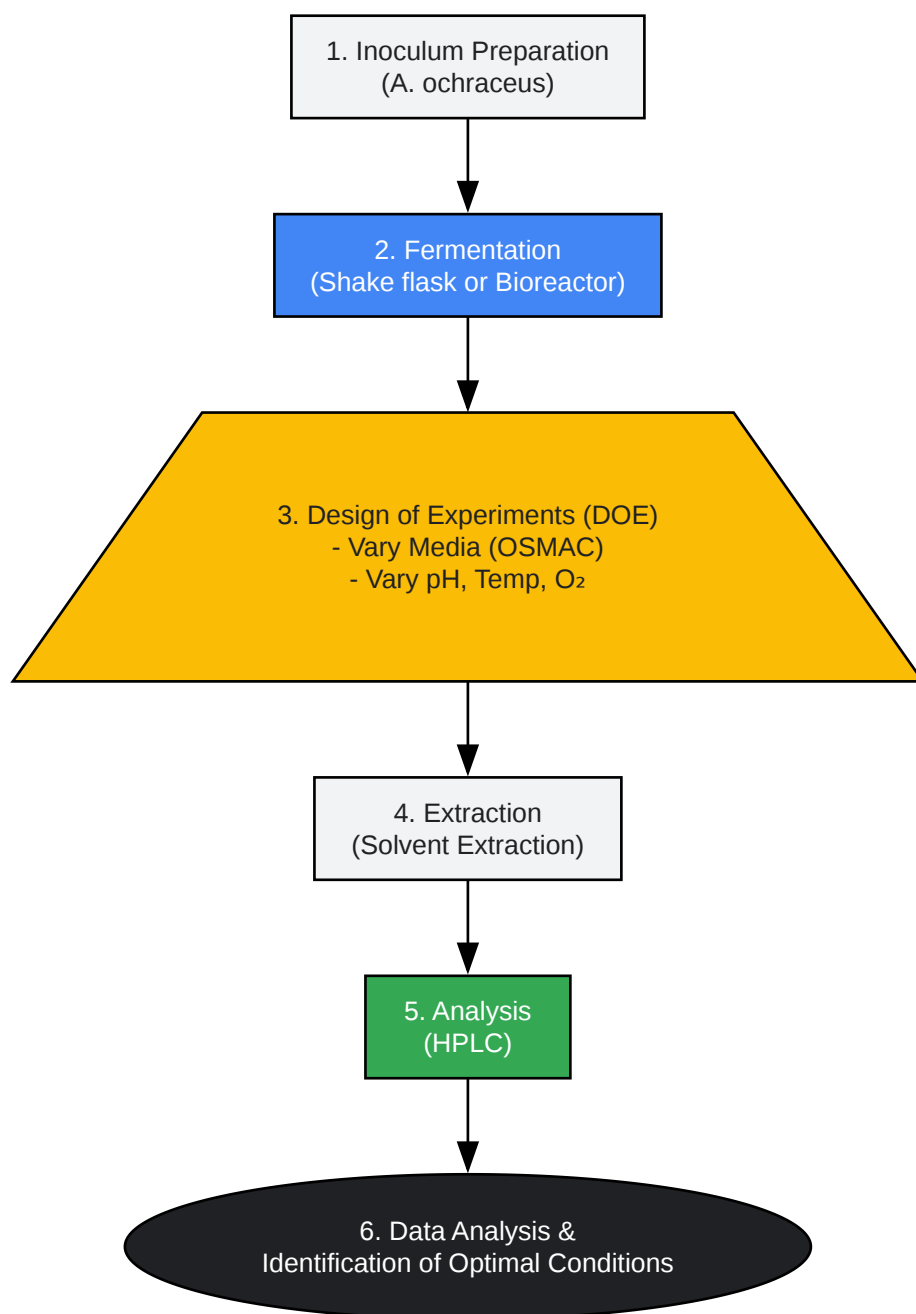 1. Inoculum Preparation
(A. ochraceus)
2. Fermentation
(Shake flask or Bioreactor)
3. Design of Experiments (DOE)
- Vary Media (OSMAC)
- Vary pH, Temp, O₂
4. Extraction
(Solvent Extraction)
5. Analysis
(HPLC)
6. Data Analysis &
Identification of Optimal Conditions